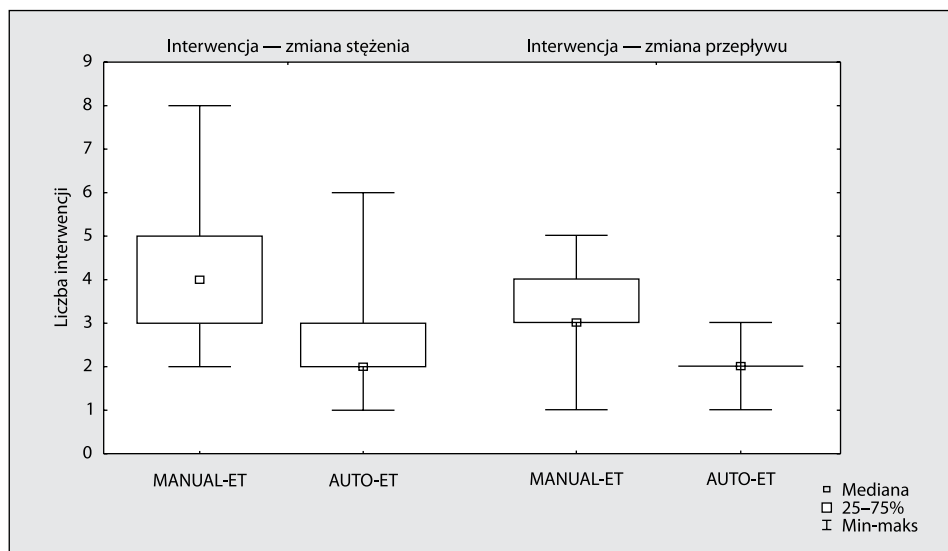 Interwencja — zmiana stężenia
Interwencja — zmiana przepływu
Liczba interwencji
9
8
7
6
5
4
3
2
1
0
MANUAL-ET
AUTO-ET
MANUAL-ET
AUTO-ET
Mediana
25–75%
Min-maks